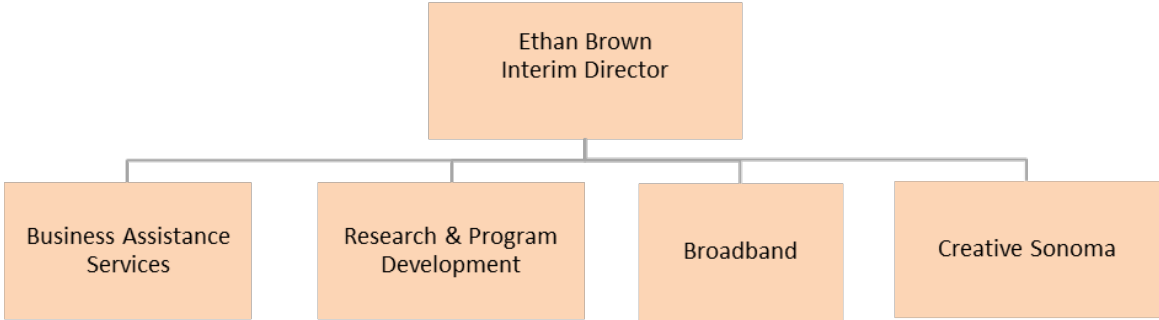 Ethan Brown
Interim Director
Business Assistance
Services
Research & Program
Development
Broadband
Creative Sonoma